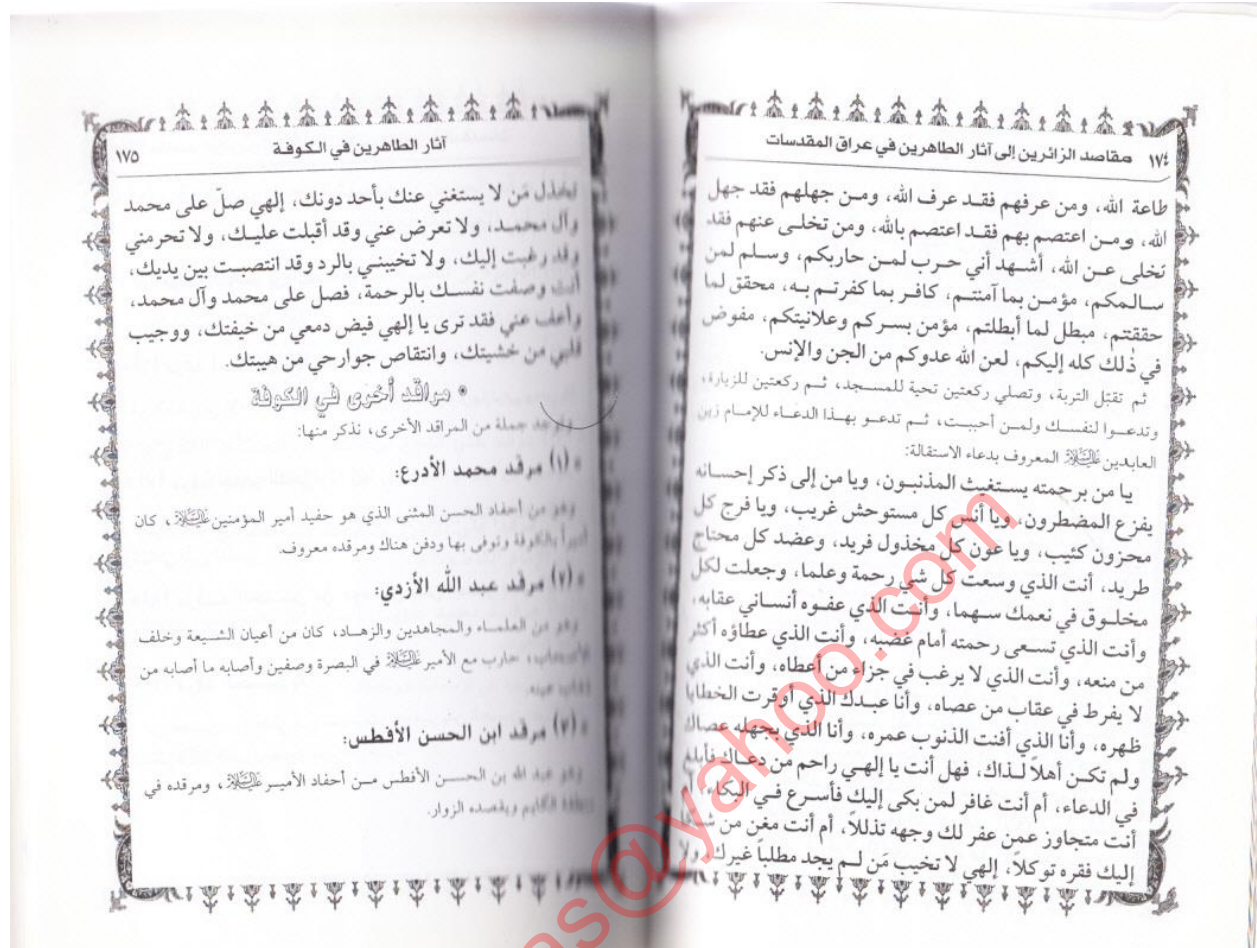 ١٧٤ مقاصد الزائرين إلى آثار الطاهرين في عراق المقدسات
طاعة الله، ومن عرفهم فقد عرف الله، ومن جهلهم فقد جهل
الله، ومن اعتصم بهم فقد اعتصم بالله، ومن تخلى عنهم فقد
تخلى عن الله، أشهد أني حرب لمن حاربكم، وسلم لمن
سالمكم، مؤمن بما آمنتم، كافر بما كفرتم به، محقق لما
حققتم، مبطل لما أبطلتم، مؤمن بسركم وعلانيتكم، مفوض
في ذلك كله إليكم، لعن الله عدوكم من الجن والإنس.
ثم تقبّل التربة، وتصلي ركعتين تحية للمسجد، ثم ركعتين للزيارة،
وتدعوا لنفسك ولمن أحببت، ثم تدعو بهذا الدعاء للإمام زين
العابدين عليه السلام المعروف بدعاء الاستقالة:
يا من برحمته يستغيث المذنبون، ويا من إلى ذكر إحسانه
يفزع المضطرون، ويا أنس كل مستوحش غريب، ويا فرج كل
محزون كئيب، ويا عون كل مخذول فريد، وعضد كل محتاج
طريد، أنت الذي وسعت كل شي رحمة وعلما، وجعلت لكل
مخلوق في نعمك سهما، وأنت الذي عفوه أنساني عقابه،
وأنت الذي تسعى رحمته أمام غضبه، وأنت الذي عطاؤه أكثر
من منعه، وأنت الذي لا يرغب في جزاء من أعطاه، وأنت الذي
لا يفرط في عقاب من عصاه، وأنا عبدك الذي أوقرت الخطايا
ظهره، وأنا الذي أفنت الذنوب عمره، وأنا الذي بجهله عصاك
ولم تكن أهلاً لذاك، فهل أنت يا إلهي راحم من دعاك فأبلغ
في الدعاء، أم أنت غافر لمن بكى إليك فأسرع في البكاء،
أنت متجاوز عمن عفر لك وجهه تذللاً، أم أنت مغن من
إليك فقره توكلاً، إلهي لا تخيب مَن لم يجد مطلباً غيرك، ولا
آثار الطاهرين في الكوفة ١٧٥
تخذل مَن لا يستغني عنك بأحد دونك، إلهي صلّ على محمد
وآل محمد، ولا تعرض عني وقد أقبلت عليك، ولا تحرمني
وقد رغبت إليك، ولا تخيبني بالرد وقد انتصبت بين يديك،
أنت وصفت نفسك بالرحمة، فصل على محمد وآل محمد،
وأعف عني فقد ترى يا إلهي فيض دمعي من خيفتك، ووجيب
قلبي من خشيتك، وانتقاص جوارحي من هيبتك.
* مراقد أخرى في الكوفة
وتوجد جملة من المراقد الأخرى، نذكر منها:
* (١) مرقد محمد الأدرع:
وهو من أحفاد الحسن المثنى الذي هو حفيد أمير المؤمنين عليه السلام، كان
أميراً بالكوفة وتوفى بها ودفن هناك ومرقده معروف.
* (٢) مرقد عبد الله الأزدي:
وهو من العلماء والمجاهدين والزهاد، كان من أعيان الشيعة وخلف
الأصحاب، حارب مع الأمير عليه السلام في البصرة وصفين وأصابه ما أصابه من
عينه.
* (٣) مرقد ابن الحسن الأفطس:
وهو عبد الله بن الحسن الأفطس من أحفاد الأمير عليه السلام، ومرقده في
ويقصده الزوار.
as@yahoo.com